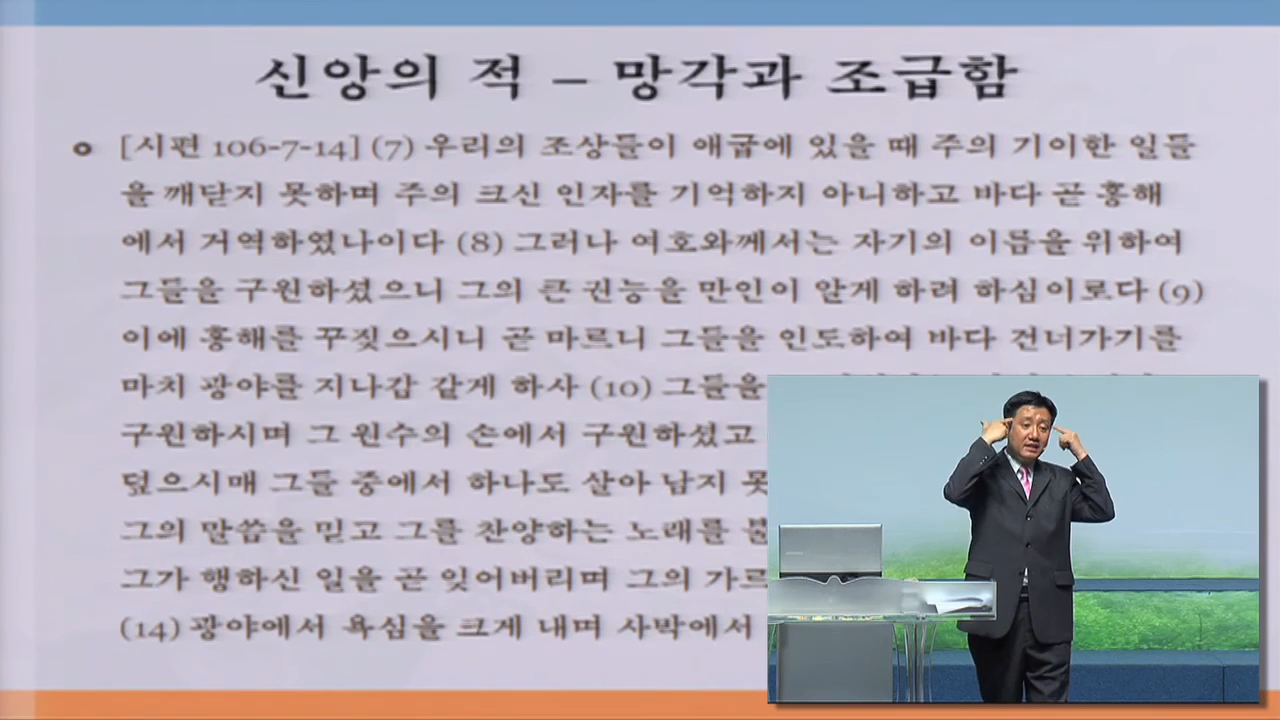 신앙의 적 – 망각과 조급함
[시편 106-7-14] (7) 우리의 조상들이 애굽에 있을 때 주의 기이한 일들
을 깨닫지 못하며 주의 크신 인자를 기억하지 아니하고 바다 곧 홍해
에서 거역하였나이다 (8) 그러나 여호와께서는 자기의 이름을 위하여
그들을 구원하셨으니 그의 큰 권능을 만인이 알게 하려 하심이로다 (9)
이에 홍해를 꾸짖으시니 곧 마르니 그들을 인도하여 바다 건너가기를
마치 광야를 지나감 같게 하사 (10) 그들을
구원하시며 그 원수의 손에서 구원하셨고
덮으시매 그들 중에서 하나도 살아 남지
그의 말씀을 믿고 그를 찬양하는 노래를
그가 행하신 일을 곧 잊어버리며 그의
(14) 광야에서 욕심을 크게 내며 사막에서